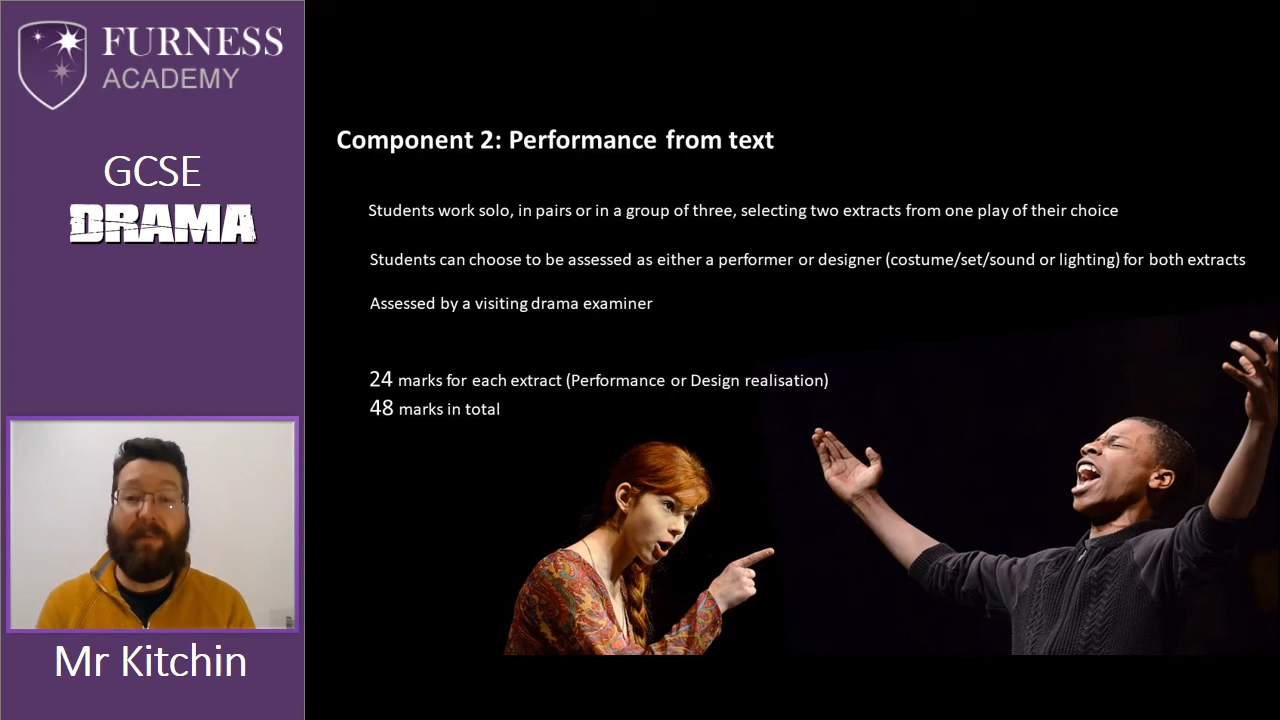 FURNESS
ACADEMY
GCSE
DRAMA
Mr Kitchin
Component 2: Performance from text
Students work solo, in pairs or in a group of three, selecting two extracts from one play of their choice
Students can choose to be assessed as either a performer or designer (costume/set/sound or lighting) for both extracts
Assessed by a visiting drama examiner
24 marks for each extract (Performance or Design realisation)
48 marks in total